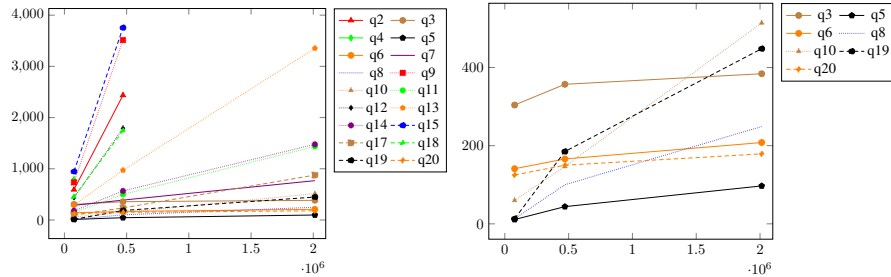 4,000
3,000
2,000
1,000
0
0 0.5 1 1.5 2
·10⁶
q2 q3
q4 q5
q6 q7
q8 q9
q10 q11
q12 q13
q14 q15
q17 q18
q19 q20
400
200
0
0 0.5 1 1.5 2
·10⁶
q3 q5
q6 q8
q10 q19
q20